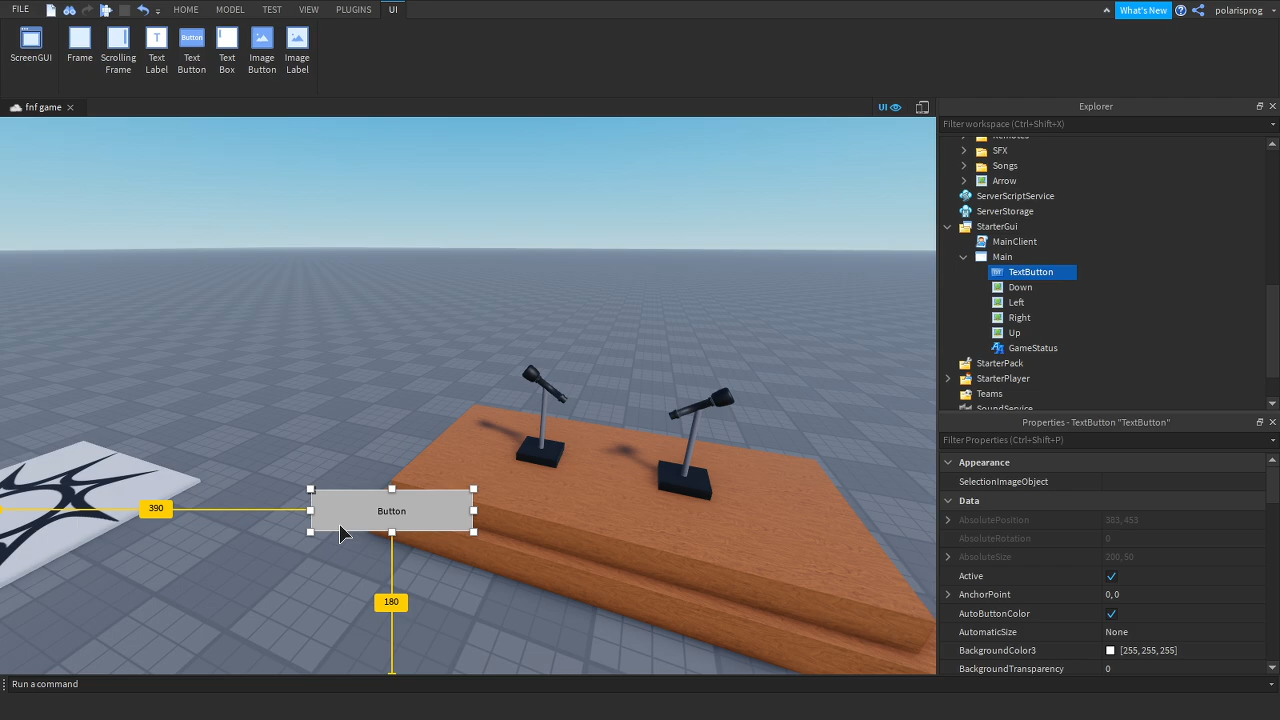 FILE
HOME
MODEL
TEST
VIEW
PLUGINS
UI
What's New
polarisprog
ScreenGUI
Frame
Scrolling
Frame
Text
Label
Button
Text
Button
Text
Box
Image
Button
Image
Label
fnf game
UI
Explorer
Filter workspace (Ctrl+Shift+X)
Remotes
SFX
Songs
Arrow
ServerScriptService
ServerStorage
StarterGui
MainClient
Main
TextButton
Down
Left
Right
Up
GameStatus
StarterPack
StarterPlayer
Teams
SoundService
Properties - TextButton "TextButton"
Filter Properties (Ctrl+Shift+P)
Appearance
SelectionImageObject
Data
AbsolutePosition 383, 453
AbsoluteRotation 0
AbsoluteSize 200, 50
Active
AnchorPoint 0, 0
AutoButtonColor
AutomaticSize None
BackgroundColor3 [255, 255, 255]
BackgroundTransparency 0
390
Button
180
Run a command